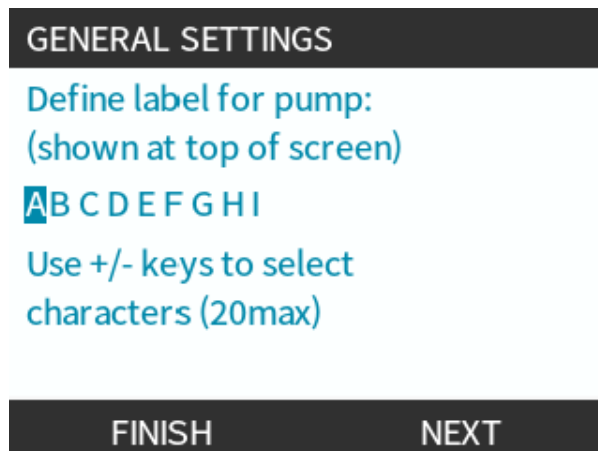 GENERAL SETTINGS
Define label for pump:
(shown at top of screen)
A B C D E F G H I
Use +/- keys to select
characters (20max)
FINISH NEXT